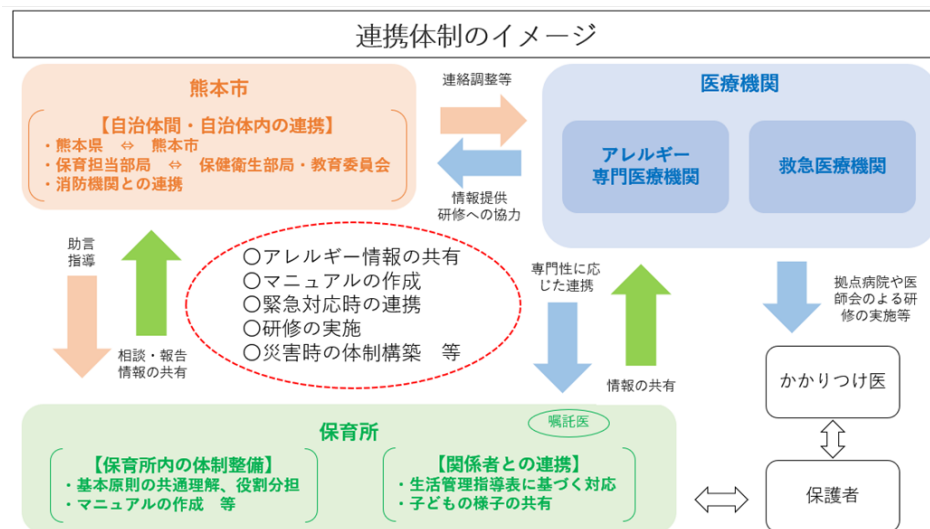 連携体制のイメージ
熊本市
【自治体間・自治体内の連携】
・熊本県　⇔　熊本市
・保育担当部局　⇔　保健衛生部局・教育委員会
・消防機関との連携
連絡調整等
情報提供
研修への協力
医療機関
アレルギー
専門医療機関
救急医療機関
助言
指導
相談・報告
情報の共有
〇アレルギー情報の共有
〇マニュアルの作成
〇緊急対応時の連携
〇研修の実施
〇災害時の体制構築　等
専門性に応
じた連携
情報の共有
拠点病院や医
師会のよる研
修の実施等
かかりつけ医
保護者
保育所
嘱託医
【保育所内の体制整備】
・基本原則の共通理解、役割分担
・マニュアルの作成　等
【関係者との連携】
・生活管理指導表に基づく対応
・子どもの様子の共有